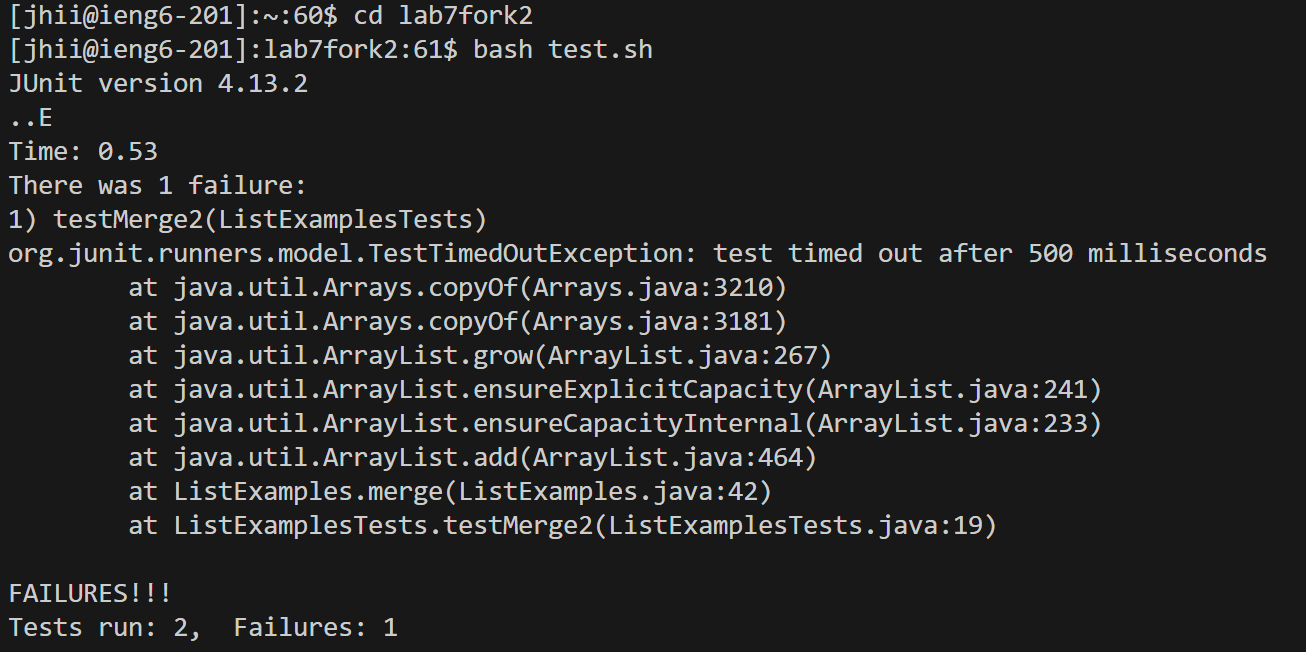 [jhii@ieng6-201]:~:60$ cd lab7fork2
[jhii@ieng6-201]:lab7fork2:61$ bash test.sh
JUnit version 4.13.2
..E
Time: 0.53
There was 1 failure:
1) testMerge2(ListExamplesTests)
org.junit.runners.model.TestTimedOutException: test timed out after 500 milliseconds
        at java.util.Arrays.copyOf(Arrays.java:3210)
        at java.util.Arrays.copyOf(Arrays.java:3181)
        at java.util.ArrayList.grow(ArrayList.java:267)
        at java.util.ArrayList.ensureExplicitCapacity(ArrayList.java:241)
        at java.util.ArrayList.ensureCapacityInternal(ArrayList.java:233)
        at java.util.ArrayList.add(ArrayList.java:464)
        at ListExamples.merge(ListExamples.java:42)
        at ListExamplesTests.testMerge2(ListExamplesTests.java:19)

FAILURES!!!
Tests run: 2,  Failures: 1